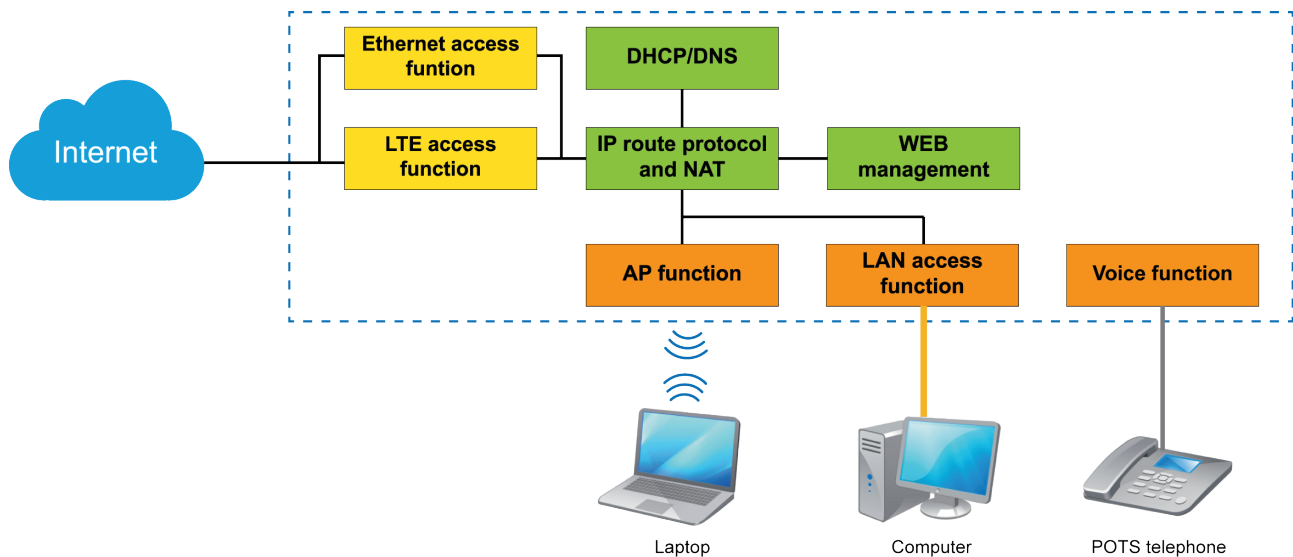 Ethernet access
funtion
DHCP/DNS
Internet
LTE access
function
IP route protocol
and NAT
WEB
management
AP function
LAN access
function
Voice function
Laptop
Computer
POTS telephone